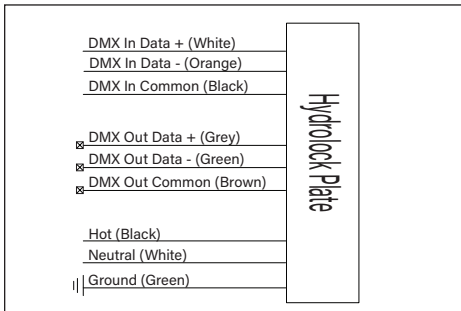 DMX In Data + (White)
DMX In Data - (Orange)
DMX In Common (Black)
DMX Out Data + (Grey)
DMX Out Data - (Green)
DMX Out Common (Brown)
Hot (Black)
Neutral (White)
Ground (Green)
Hydrolock Plate